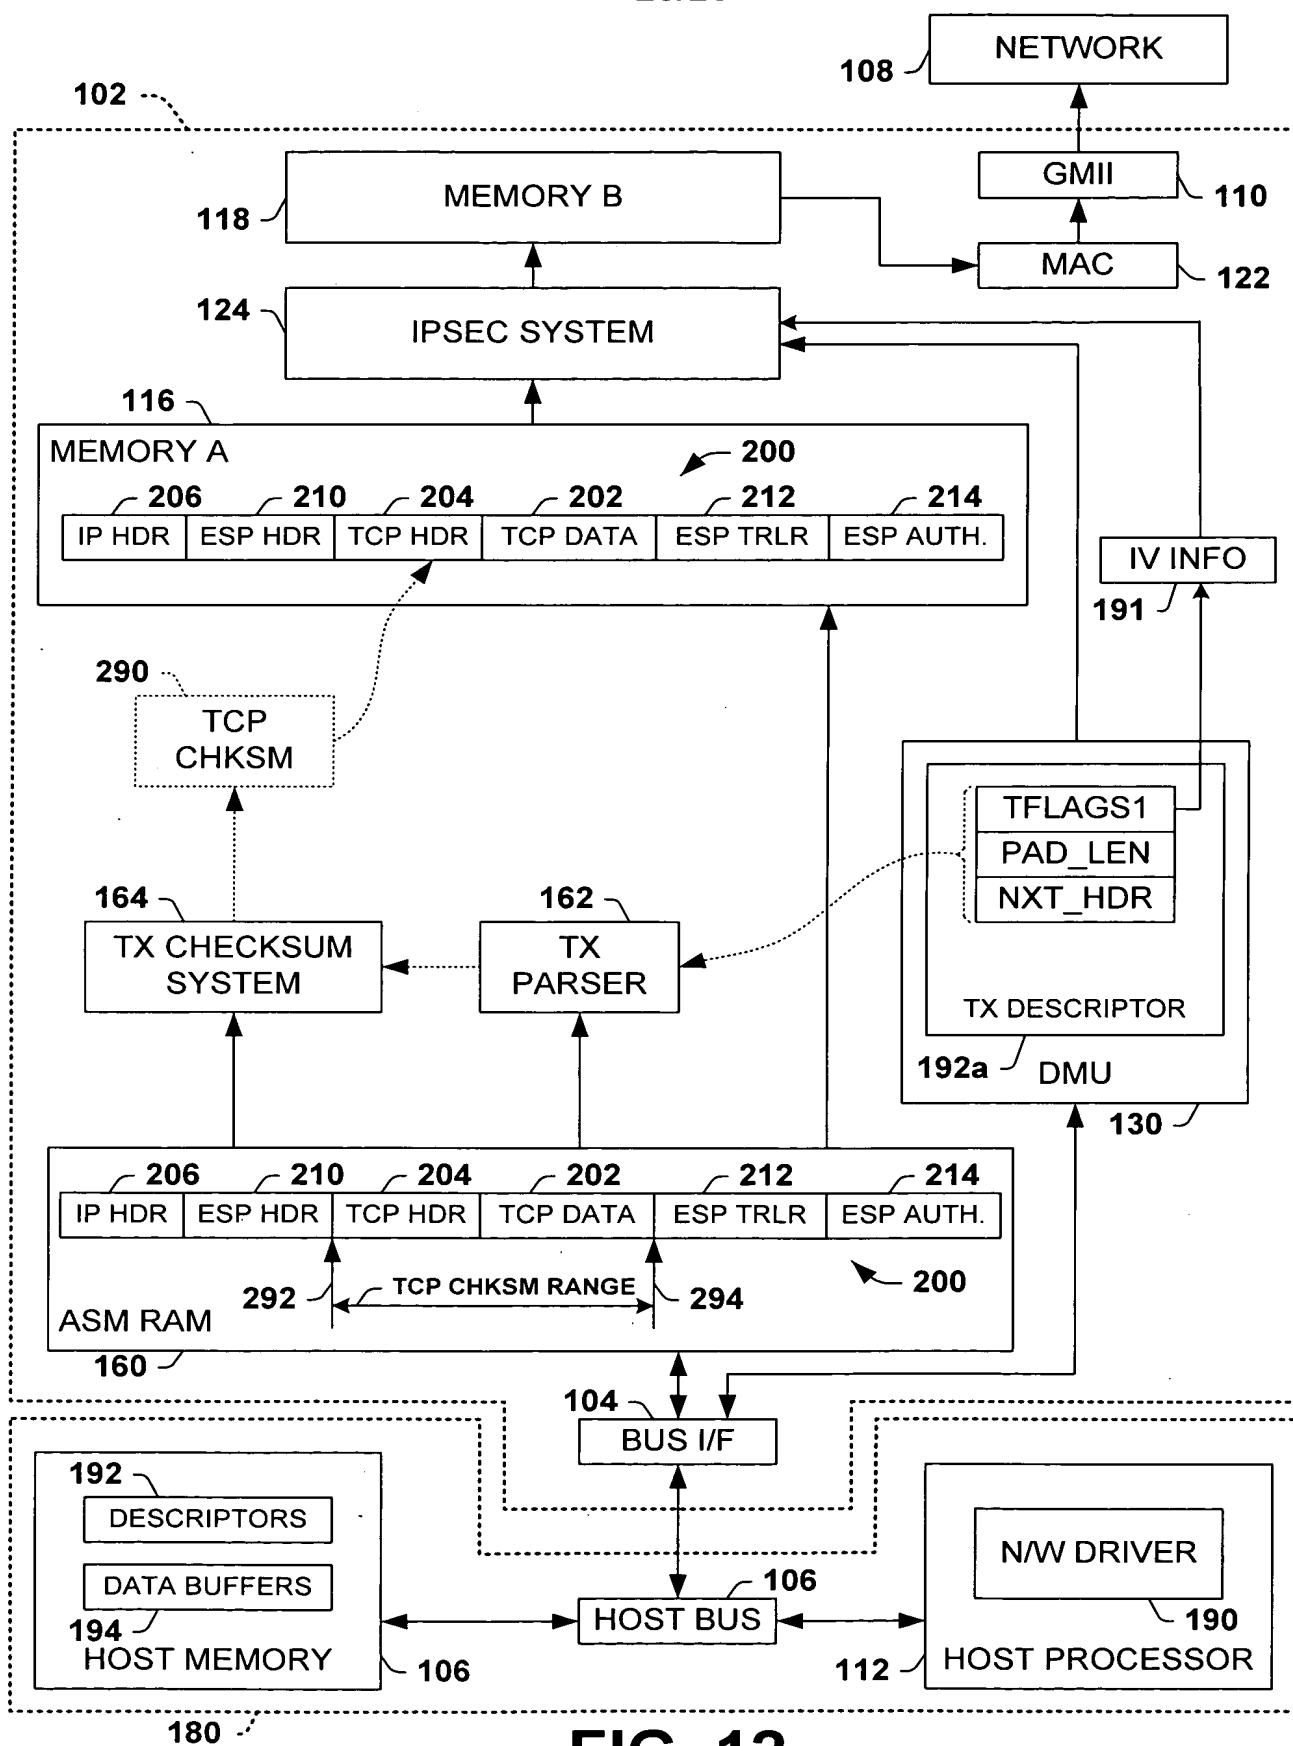 NETWORK
108
102
GMII
110
MEMORY B
118
MAC
122
124
IPSEC SYSTEM
116
MEMORY A
200
206 210 204 202 212 214
IP HDR ESP HDR TCP HDR TCP DATA ESP TRLR ESP AUTH.
IV INFO
191
290
TCP
CHKSM
TFLAGS1
PAD_LEN
NXT_HDR
164
162
TX CHECKSUM
SYSTEM
TX
PARSER
TX DESCRIPTOR
192a
DMU
130
206 210 204 202 212 214
IP HDR ESP HDR TCP HDR TCP DATA ESP TRLR ESP AUTH.
292
TCP CHKSM RANGE
294
200
ASM RAM
160
104
BUS I/F
192
DESCRIPTORS
DATA BUFFERS
194
HOST MEMORY
106
106
HOST BUS
N/W DRIVER
190
112
HOST PROCESSOR
180